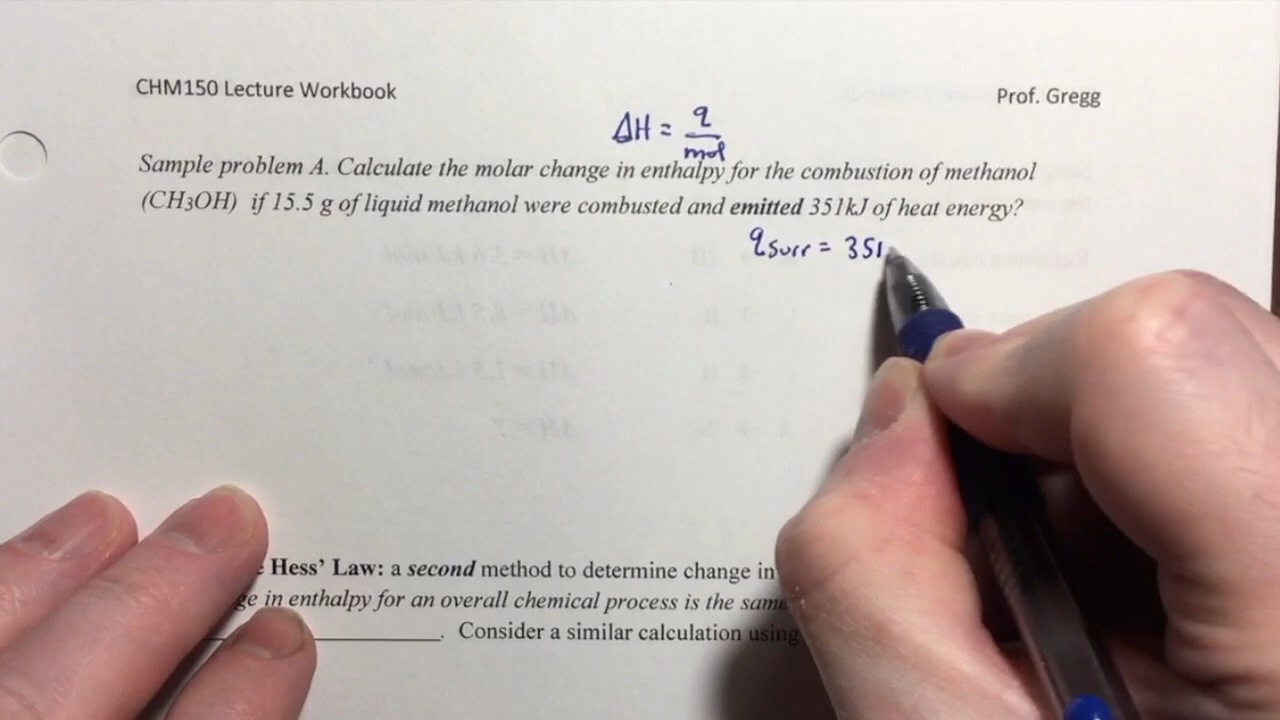 CHM150 Lecture Workbook
Prof. Gregg
ΔH = q/mol
Sample problem A. Calculate the molar change in enthalpy for the combustion of methanol
(CH3OH) if 15.5 g of liquid methanol were combusted and emitted 351kJ of heat energy?
qsurr = 351
Hess’ Law: a second method to determine change in
in enthalpy for an overall chemical process is the same
. Consider a similar calculation using